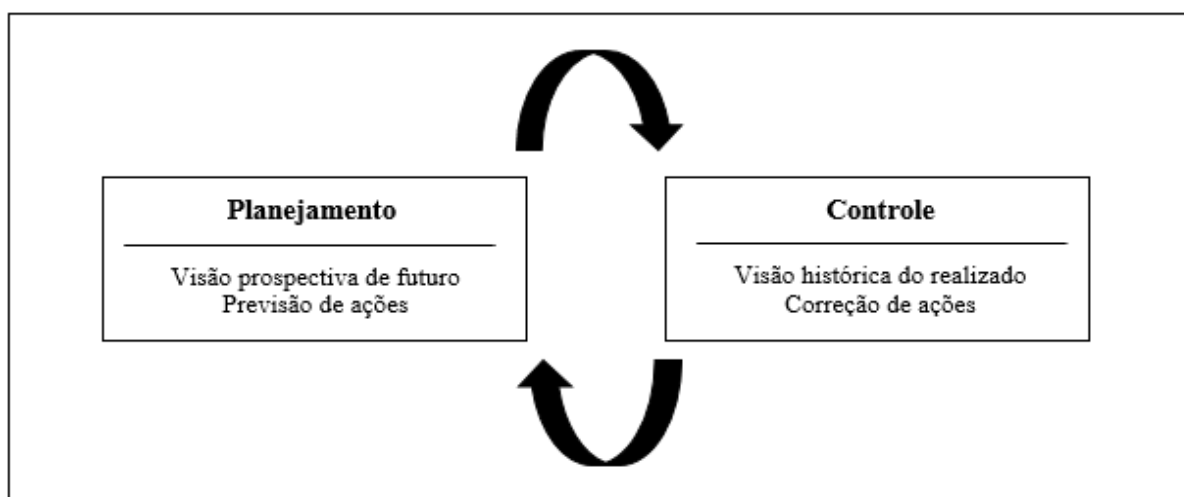 Planejamento
Visão prospectiva de futuro
Previsão de ações
Controle
Visão histórica do realizado
Correção de ações